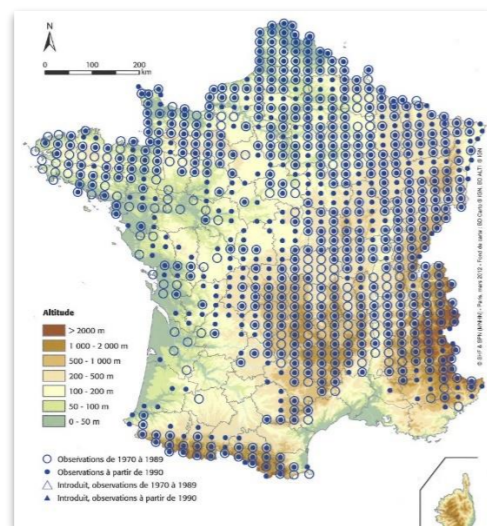 N
0 100 200
km
Altitude
> 2000 m
1 000 - 2 000 m
500 - 1 000 m
200 - 500 m
100 - 200 m
50 - 100 m
0 - 50 m
Observations de 1970 à 1989
Observations à partir de 1990
Introduit, observations de 1970 à 1989
Introduit, observations à partir de 1990